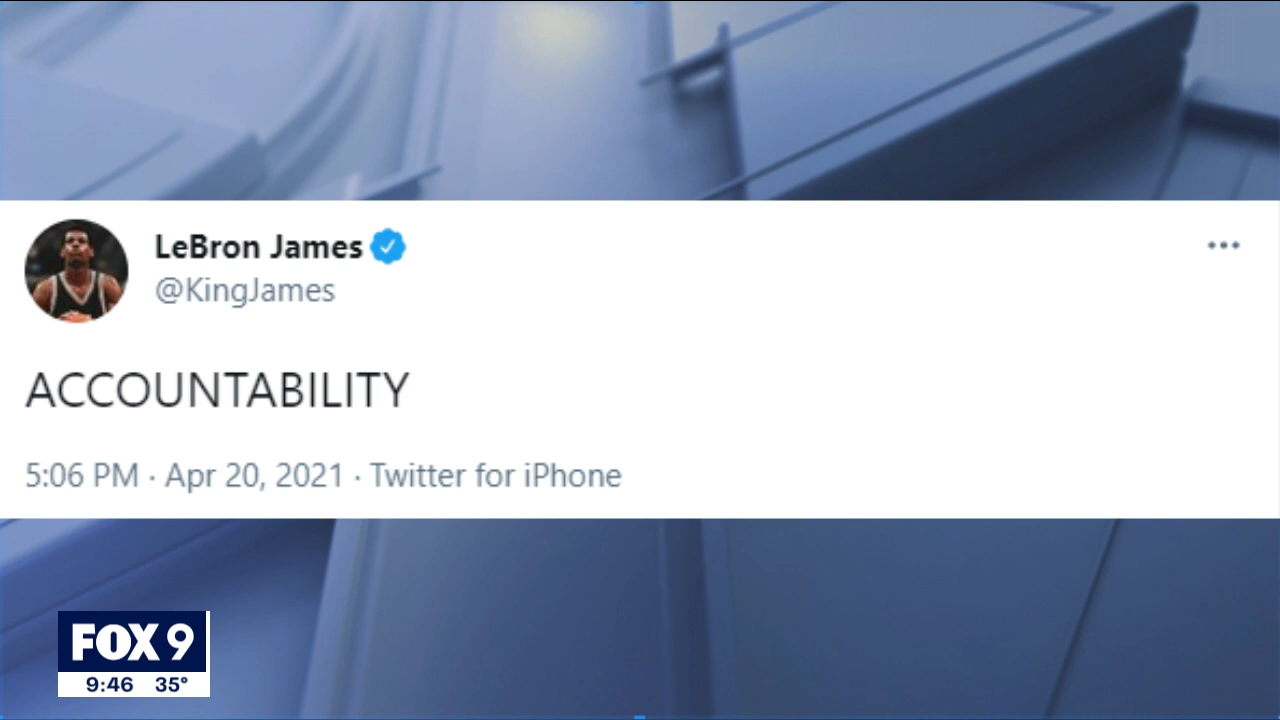 LeBron James
@KingJames
•••
ACCOUNTABILITY
5:06 PM · Apr 20, 2021 · Twitter for iPhone
FOX 9
9:46 35°